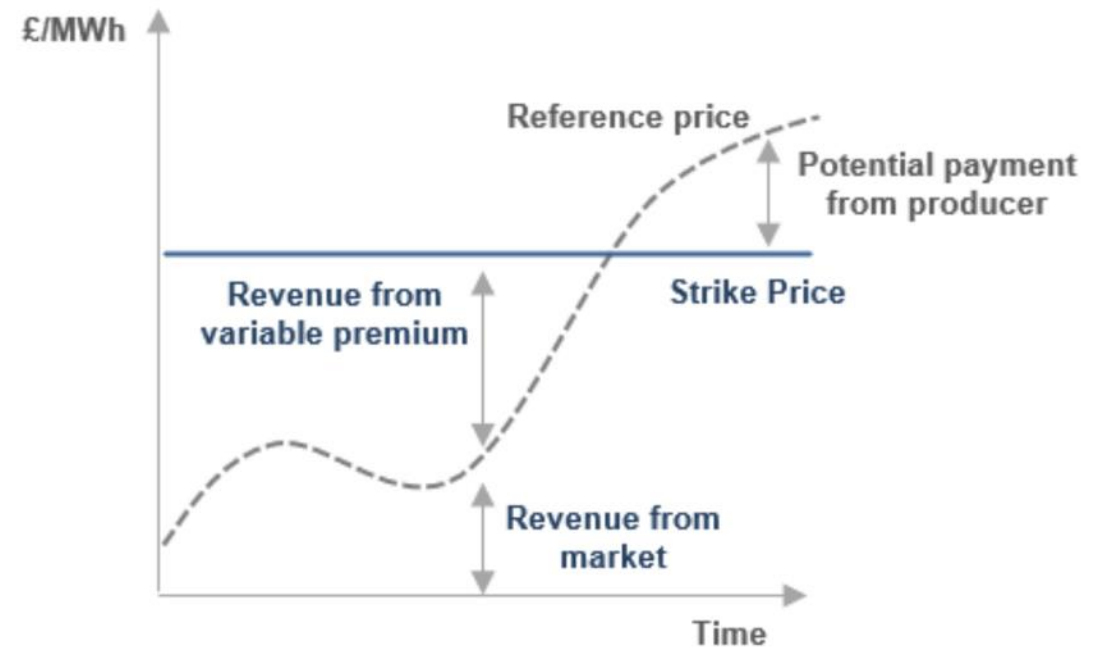 £/MWh
Reference price
Potential payment
from producer
Revenue from
variable premium
Strike Price
Revenue from
market
Time